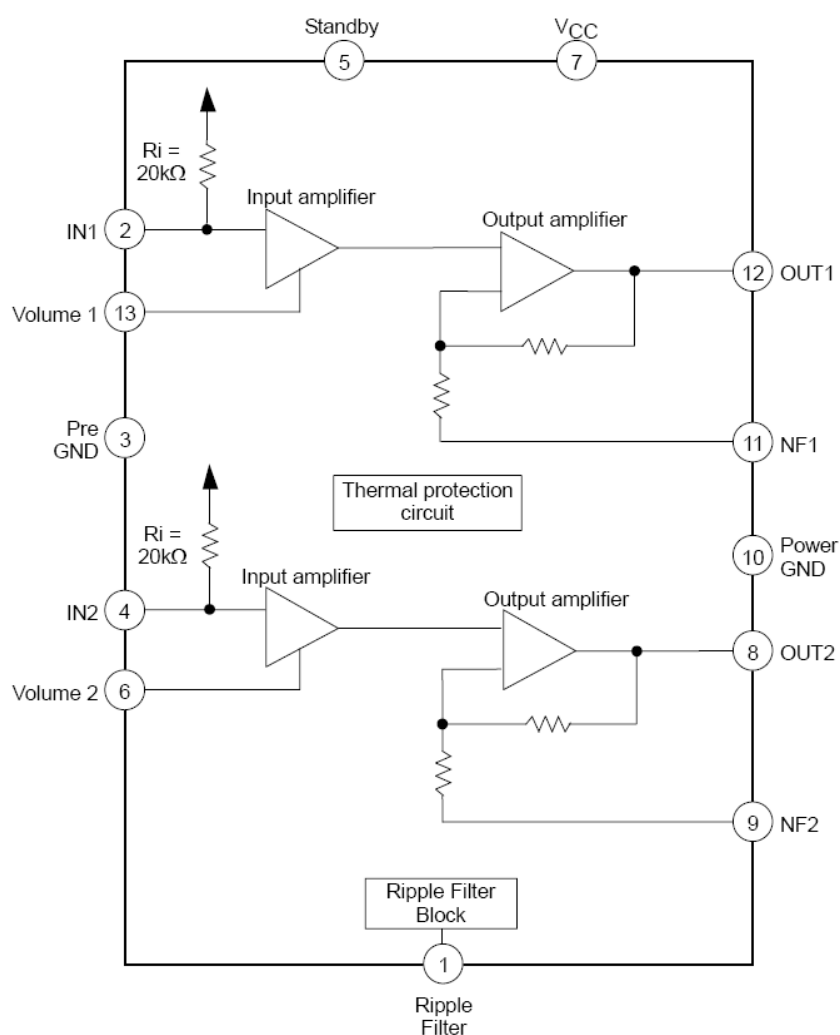 Standby
5
VCC
7
Ri =
20kΩ
Input amplifier
Output amplifier
IN1
2
12
OUT1
Volume 1
13
Pre
GND
3
11
NF1
Thermal protection
circuit
Ri =
20kΩ
10
Power
GND
Input amplifier
Output amplifier
IN2
4
8
OUT2
Volume 2
6
9
NF2
Ripple Filter
Block
1
Ripple
Filter